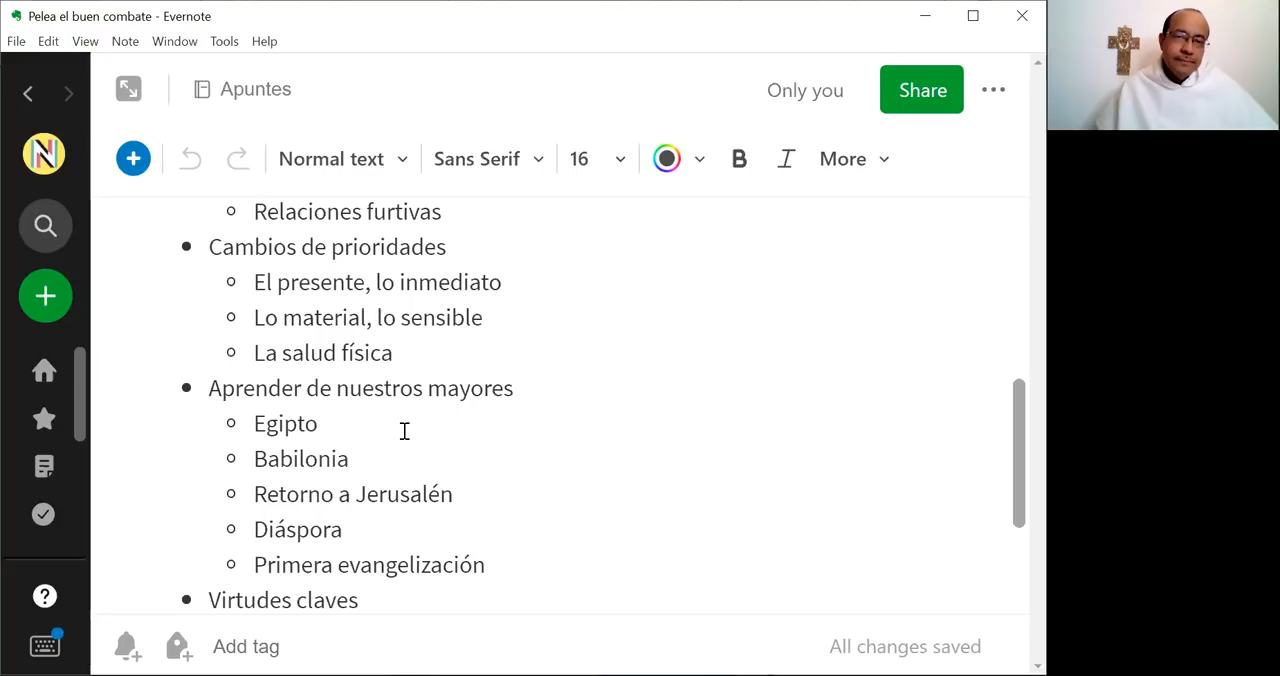 Pelea el buen combate - Evernote
File Edit View Note Window Tools Help
Apuntes
Only you
Share
Normal text
Sans Serif
16
B
I
More
Relaciones furtivas
Cambios de prioridades
El presente, lo inmediato
Lo material, lo sensible
La salud física
Aprender de nuestros mayores
Egipto
Babilonia
Retorno a Jerusalén
Diáspora
Primera evangelización
Virtudes claves
Add tag
All changes saved